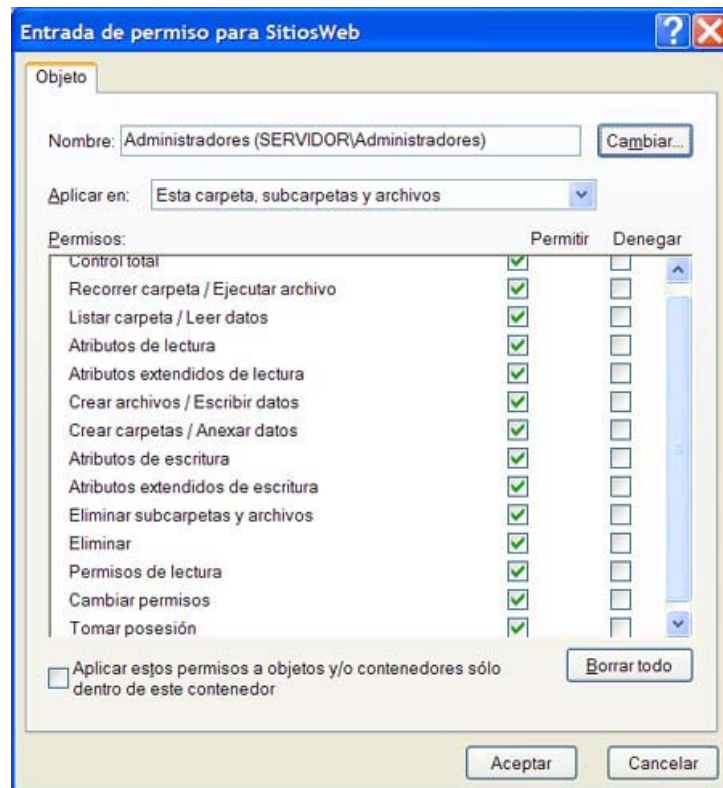 Entrada de permiso para SitiosWeb
Objeto
Nombre: Administradores (SERVIDOR\Administradores) Cambiar...
Aplicar en: Esta carpeta, subcarpetas y archivos
Permisos: Permitir Denegar
Control total
Recorrer carpeta / Ejecutar archivo
Listar carpeta / Leer datos
Atributos de lectura
Atributos extendidos de lectura
Crear archivos / Escribir datos
Crear carpetas / Anexar datos
Atributos de escritura
Atributos extendidos de escritura
Eliminar subcarpetas y archivos
Eliminar
Permisos de lectura
Cambiar permisos
Tomar posesión
Aplicar estos permisos a objetos y/o contenedores sólo
dentro de este contenedor
Borrar todo
Aceptar Cancelar